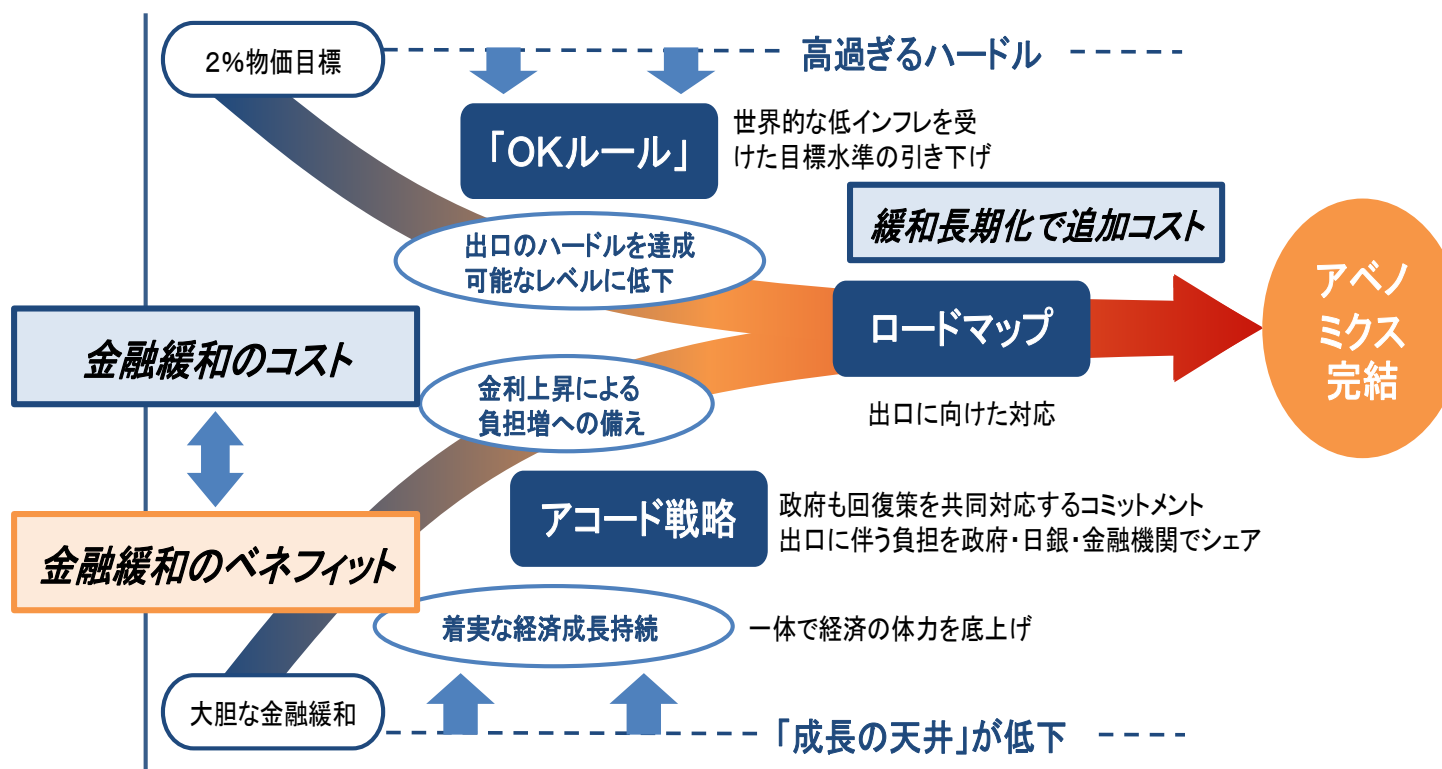 2%物価目標
高過ぎるハードル
「OKルール」
世界的な低インフレを受
けた目標水準の引き下げ
緩和長期化で追加コスト
出口のハードルを達成
可能なレベルに低下
アベノ
ミクス
完結
ロードマップ
金融緩和のコスト
金利上昇による
負担増への備え
出口に向けた対応
アコード戦略
政府も回復策を共同対応するコミットメント
出口に伴う負担を政府・日銀・金融機関でシェア
金融緩和のベネフィット
着実な経済成長持続
一体で経済の体力を底上げ
大胆な金融緩和
「成長の天井」が低下